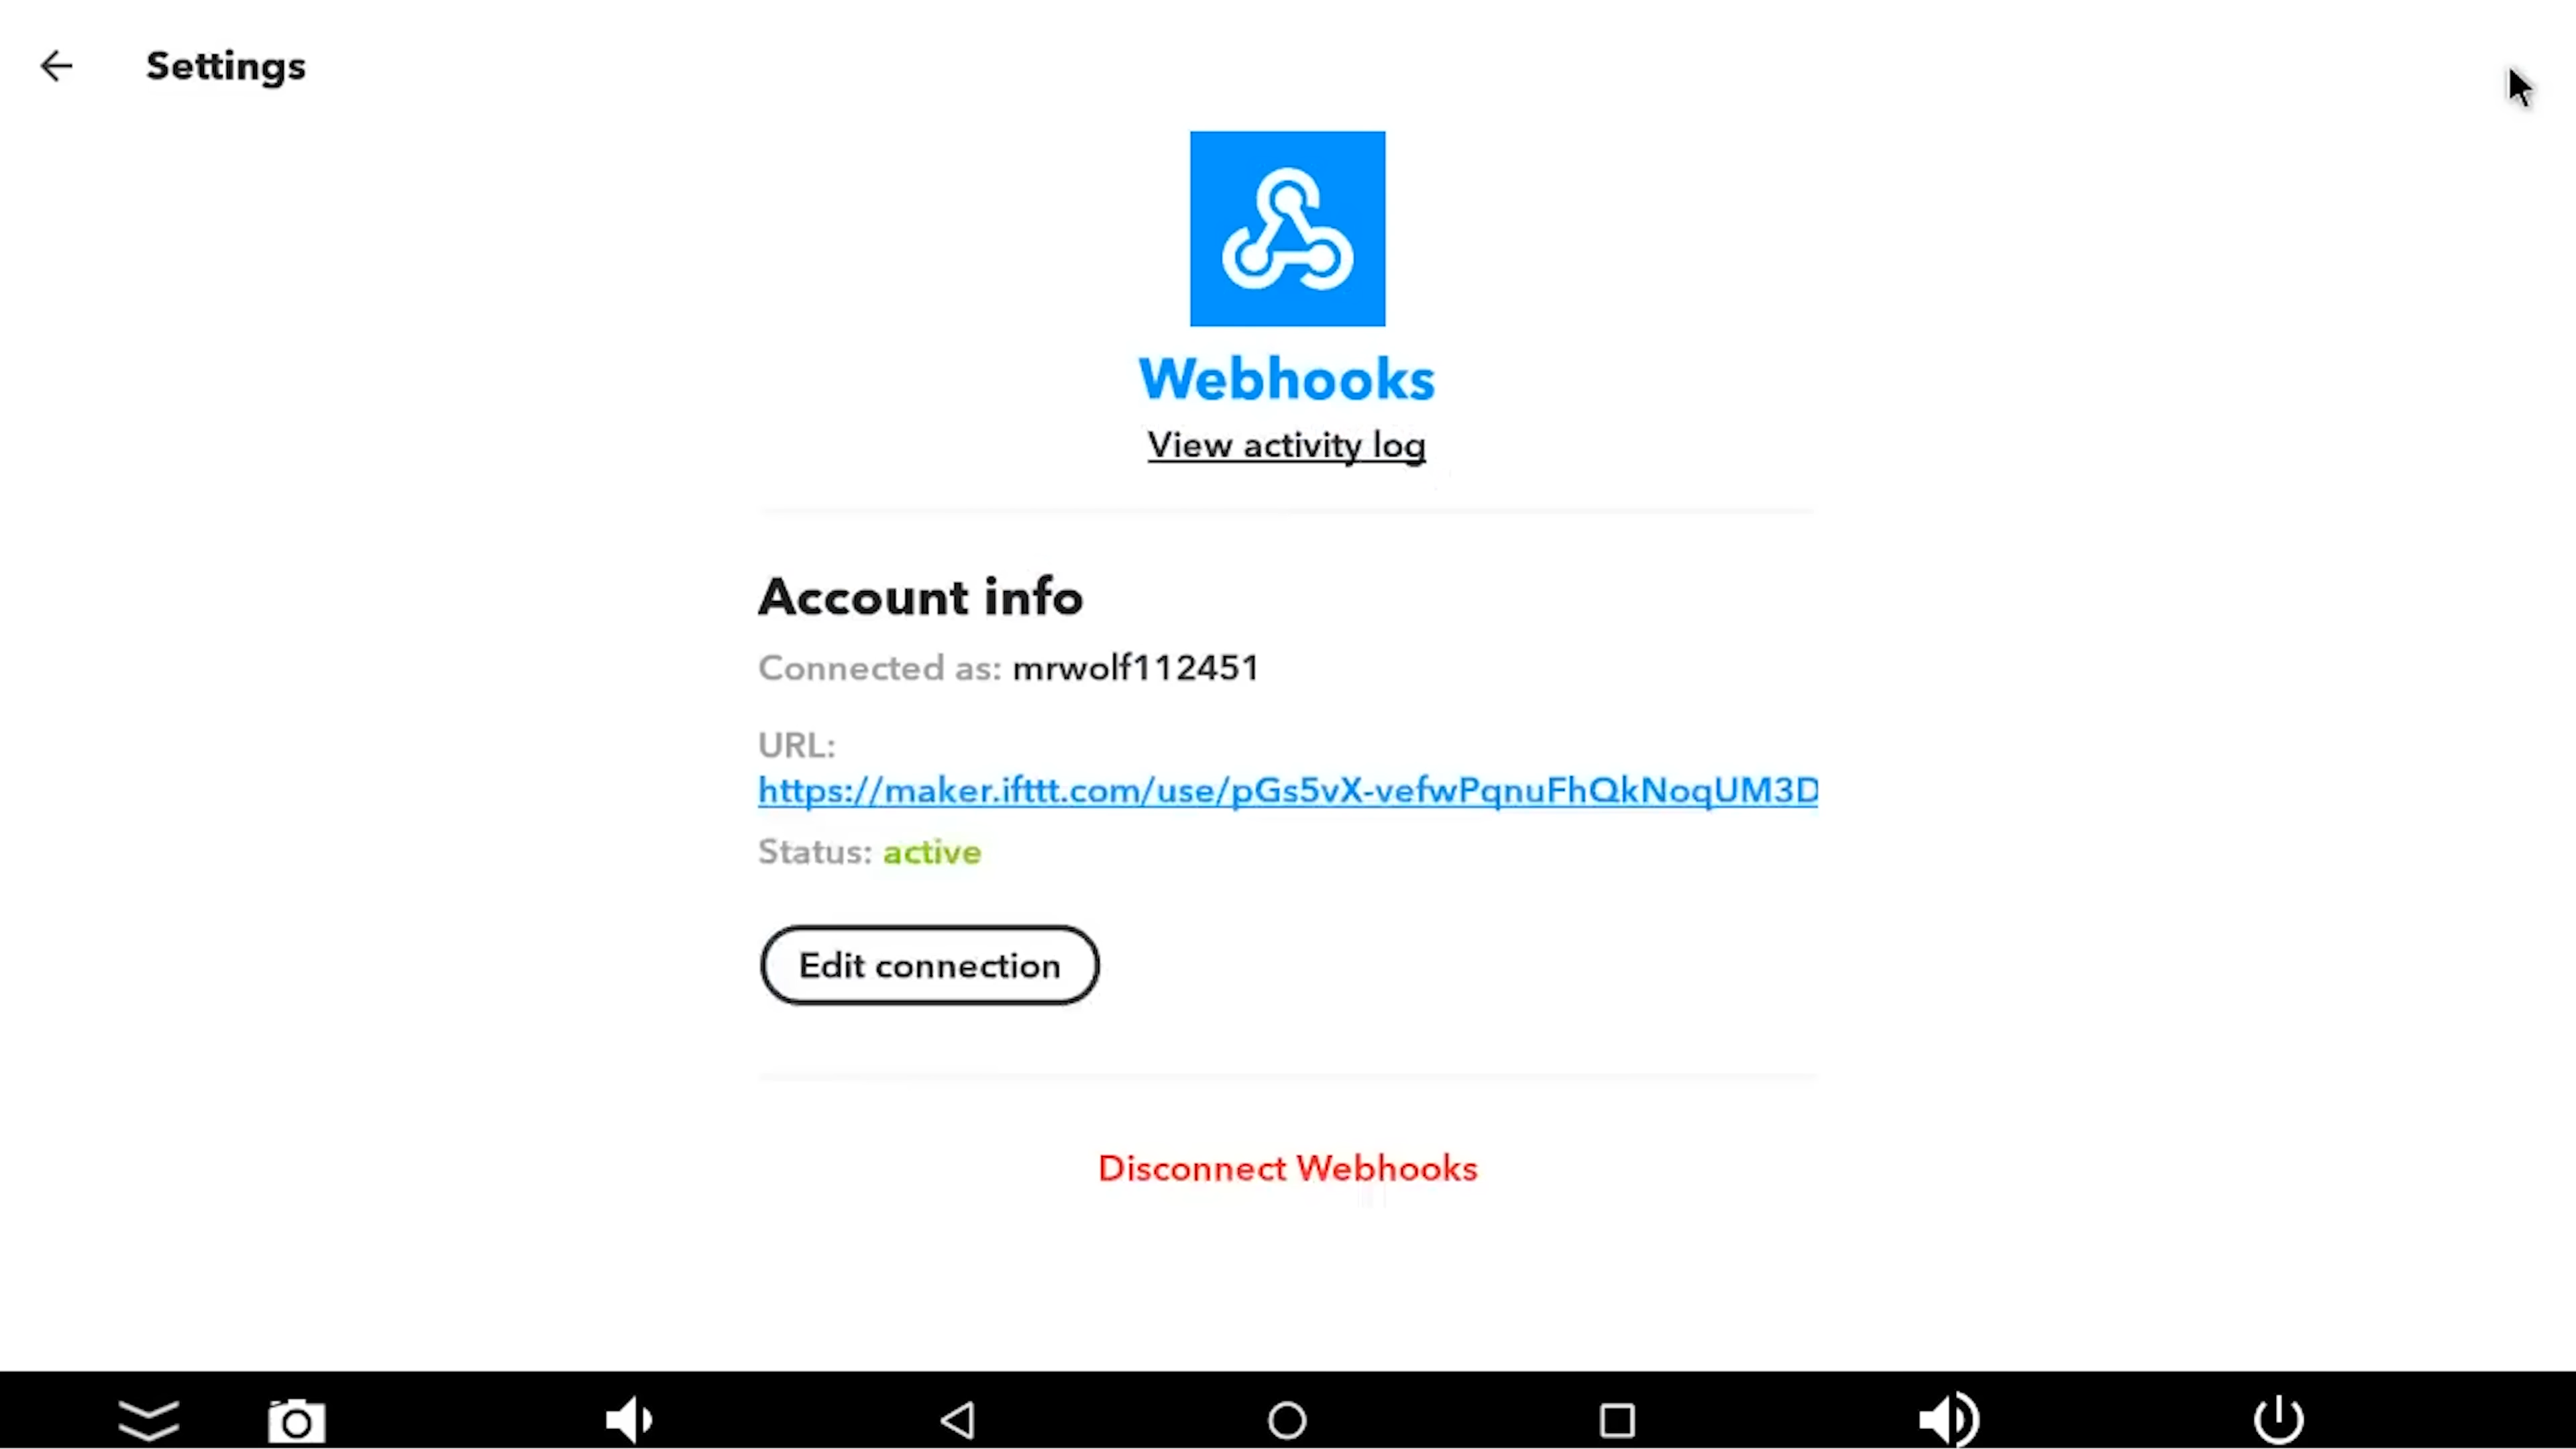 Settings
Webhooks
View activity log
Account info
Connected as: mrwolf112451
URL:
https://maker.ifttt.com/use/pGs5vX-vefwPqnuFhQkNoqUM3D
Status: active
Edit connection
Disconnect Webhooks